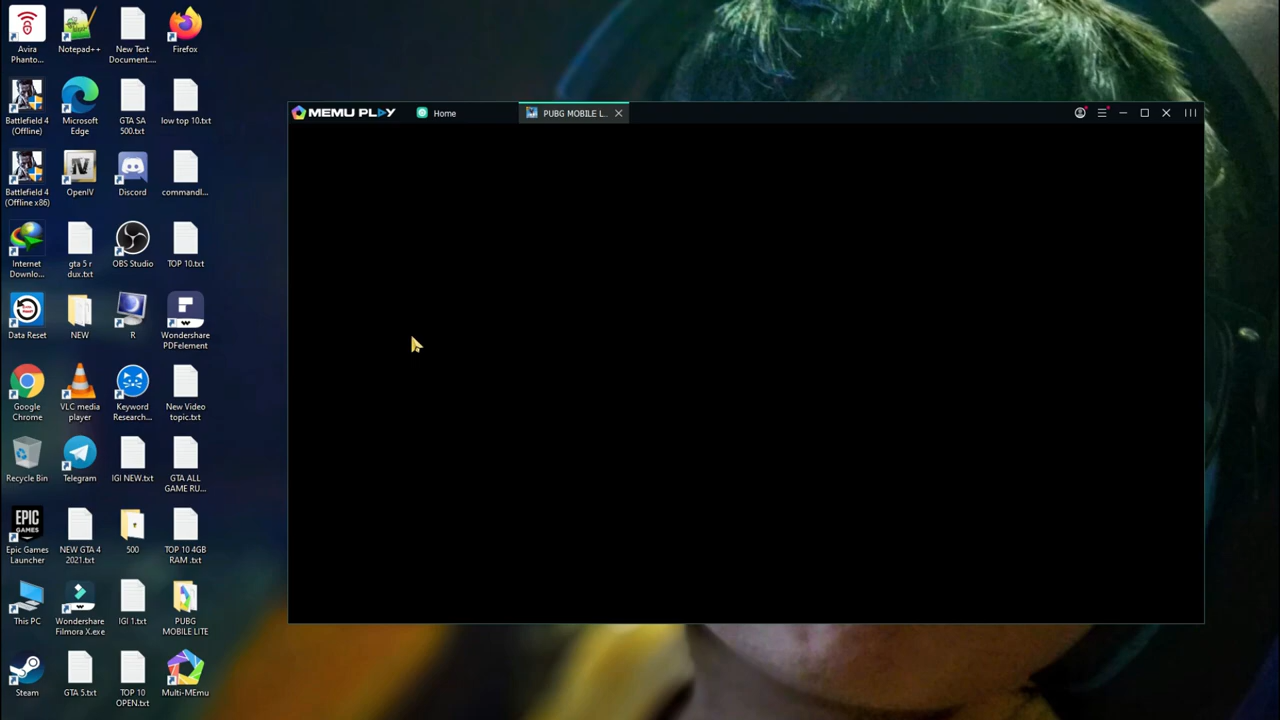 Avira
Phanto...
Notepad++
New Text
Document....
Firefox
Battlefield 4
(Offline)
Microsoft
Edge
GTA SA
500.txt
low top 10.txt
Battlefield 4
(Offline x86)
OpenIV
Discord
commandl...
Internet
Downlo...
gta 5 r
dux.txt
OBS Studio
TOP 10.txt
Data Reset
NEW
R
Wondershare
PDFelement
Google
Chrome
VLC media
player
Keyword
Research...
New Video
topic.txt
Recycle Bin
Telegram
IGI NEW.txt
GTA ALL
GAME RU...
EPIC
GAMES
Epic Games
Launcher
NEW GTA 4
2021.txt
500
TOP 10 4GB
RAM .txt
This PC
Wondershare
Filmora X.exe
IGI 1.txt
PUBG
MOBILE LITE
Steam
GTA 5.txt
TOP 10
OPEN.txt
Multi-MEmu
MEMU PLAY
Home
PUBG MOBILE L..